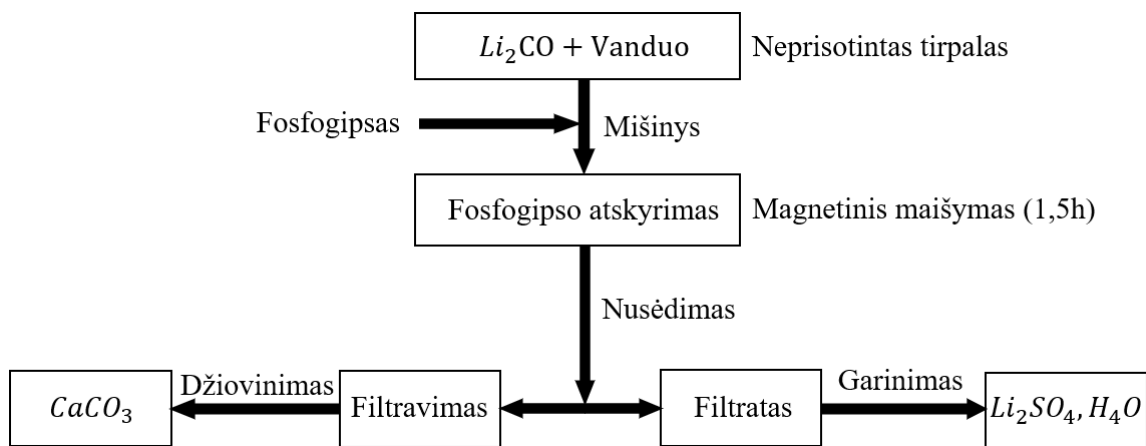 Li₂CO + Vanduo
Neprisotintas tirpalas
Fosfogipsas
Mišinys
Fosfogipso atskyrimas
Magnetinis maišymas (1,5h)
Nusėdimas
CaCO₃
Džiovinimas
Filtravimas
Filtratas
Garinimas
Li₂SO₄, H₄O